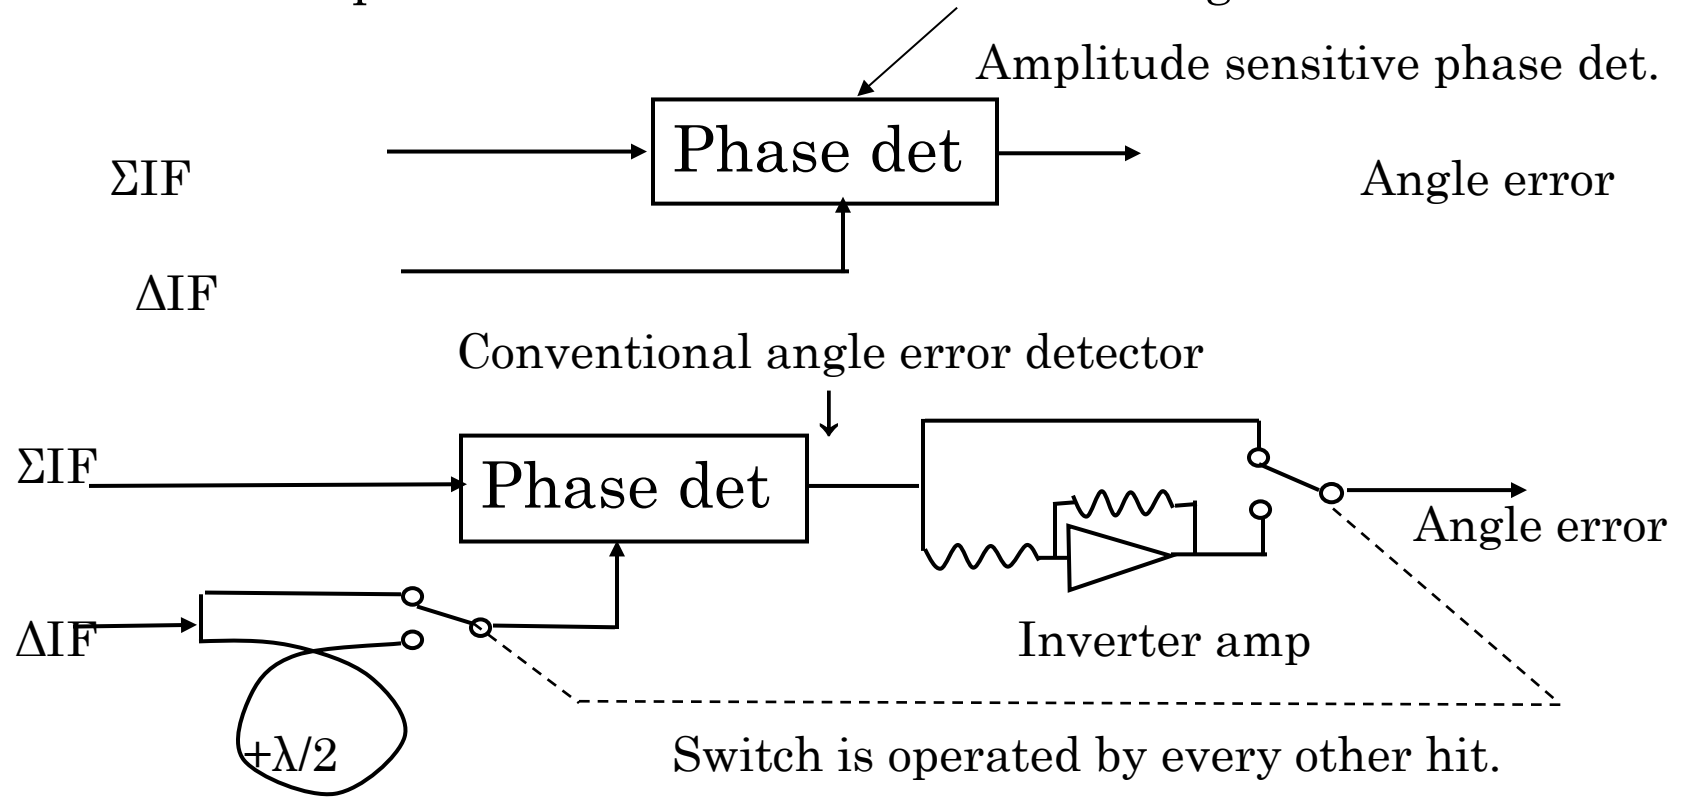 Amplitude sensitive phase det.
Phase det
ΣIF
Angle error
ΔIF
Conventional angle error detector
ΣIF
Phase det
Angle error
ΔIF
Inverter amp
+λ/2
Switch is operated by every other hit.